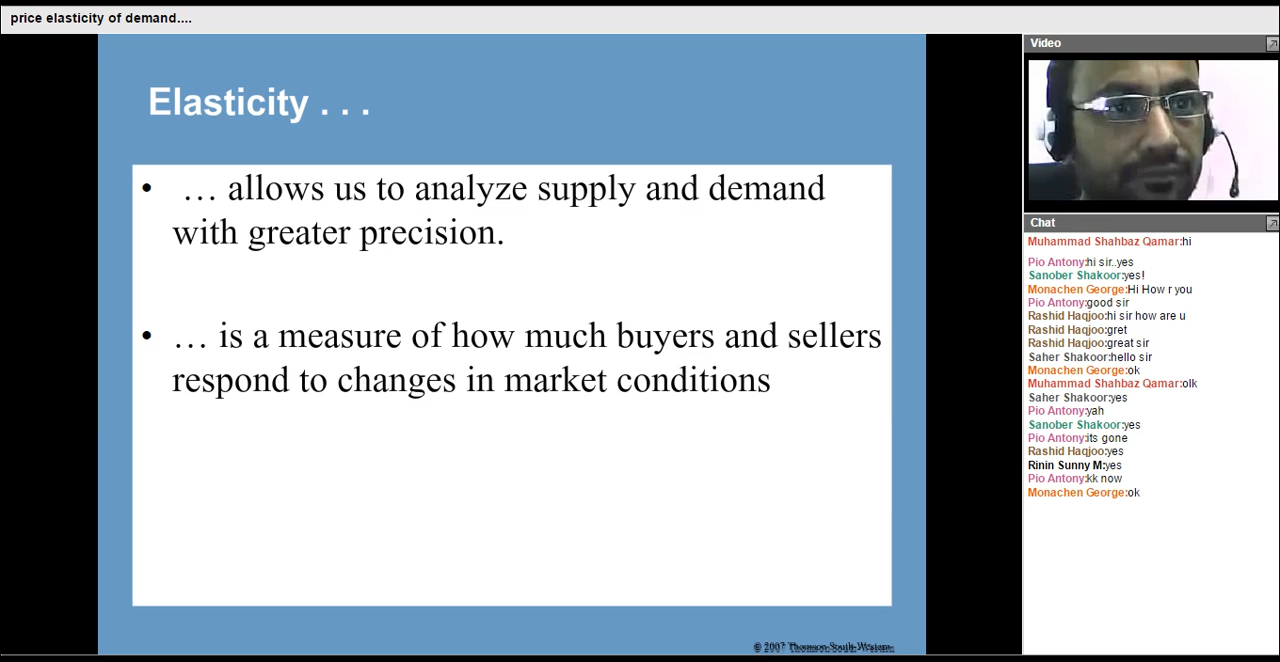 price elasticity of demand....
Elasticity . . .
• … allows us to analyze supply and demand
with greater precision.
• … is a measure of how much buyers and sellers
respond to changes in market conditions
© 2007 Thomson South-Western
Video
Chat
Muhammad Shahbaz Qamar:hi
Pio Antony:hi sir..yes
Sanober Shakoor:yes!
Monachen George:Hi How r you
Pio Antony:good sir
Rashid Haqjoo:hi sir how are u
Rashid Haqjoo:gret
Rashid Haqjoo:great sir
Saher Shakoor:hello sir
Monachen George:ok
Muhammad Shahbaz Qamar:olk
Saher Shakoor:yes
Pio Antony:yah
Sanober Shakoor:yes
Pio Antony:its gone
Rashid Haqjoo:yes
Rinin Sunny M:yes
Pio Antony:kk now
Monachen George:ok